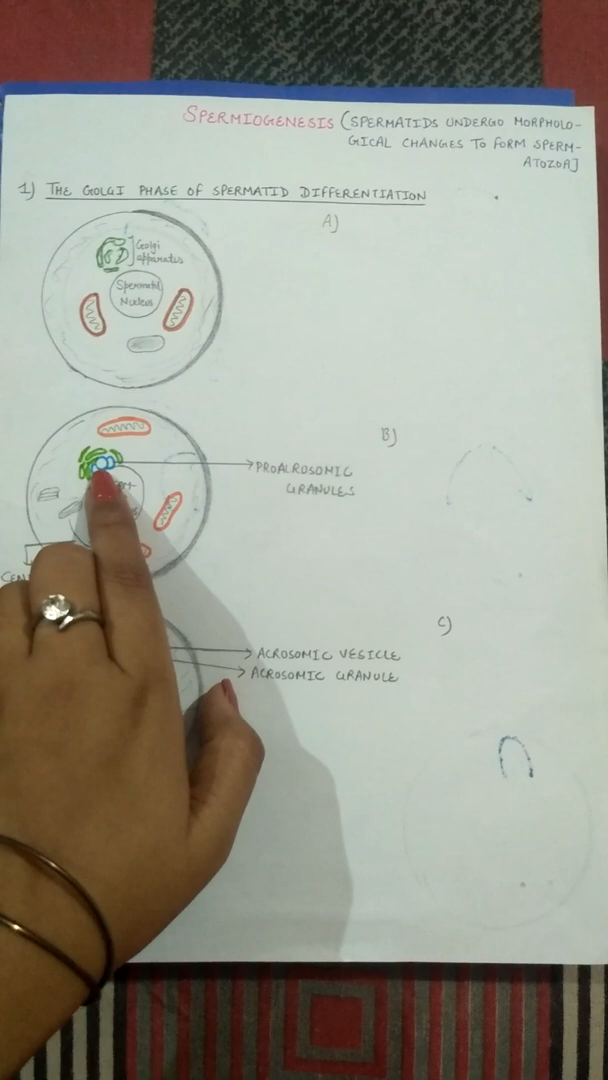 SPERMIOGENESIS (SPERMATIDS UNDERGO MORPHOLO-
GICAL CHANGES TO FORM SPERM-
ATOZOA]
1) THE GOLGI PHASE OF SPERMATID DIFFERENTIATION
A)
Golgi
apparatus
Spermatid
Nucleus
B)
PROALROSOMIC
GRANULES
C)
ACROSOMIC VESICLE
ACROSOMIC GRANULE